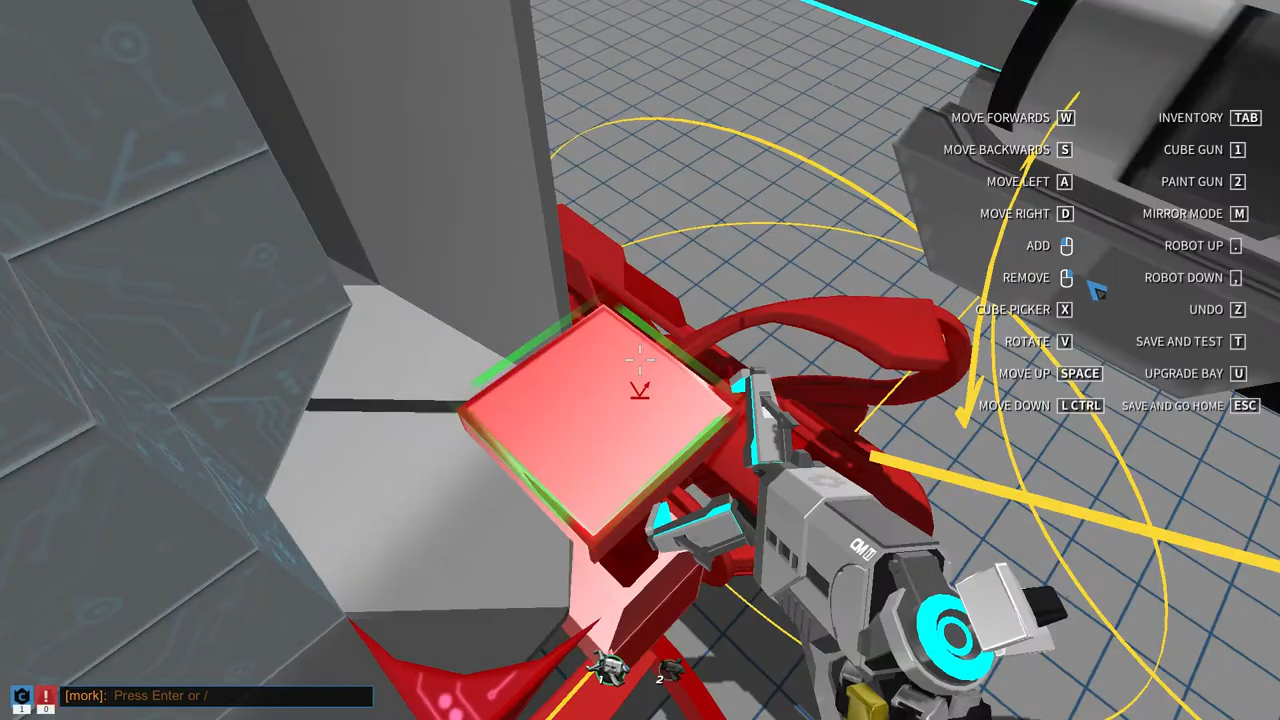 MOVE FORWARDS W
MOVE BACKWARDS S
MOVE LEFT A
MOVE RIGHT D
ADD
REMOVE
CUBE PICKER X
ROTATE V
MOVE UP SPACE
MOVE DOWN L CTRL
INVENTORY TAB
CUBE GUN 1
PAINT GUN 2
MIRROR MODE M
ROBOT UP .
ROBOT DOWN ,
UNDO Z
SAVE AND TEST T
UPGRADE BAY U
SAVE AND GO HOME ESC
CM
2
1 0
[mork]: Press Enter or /